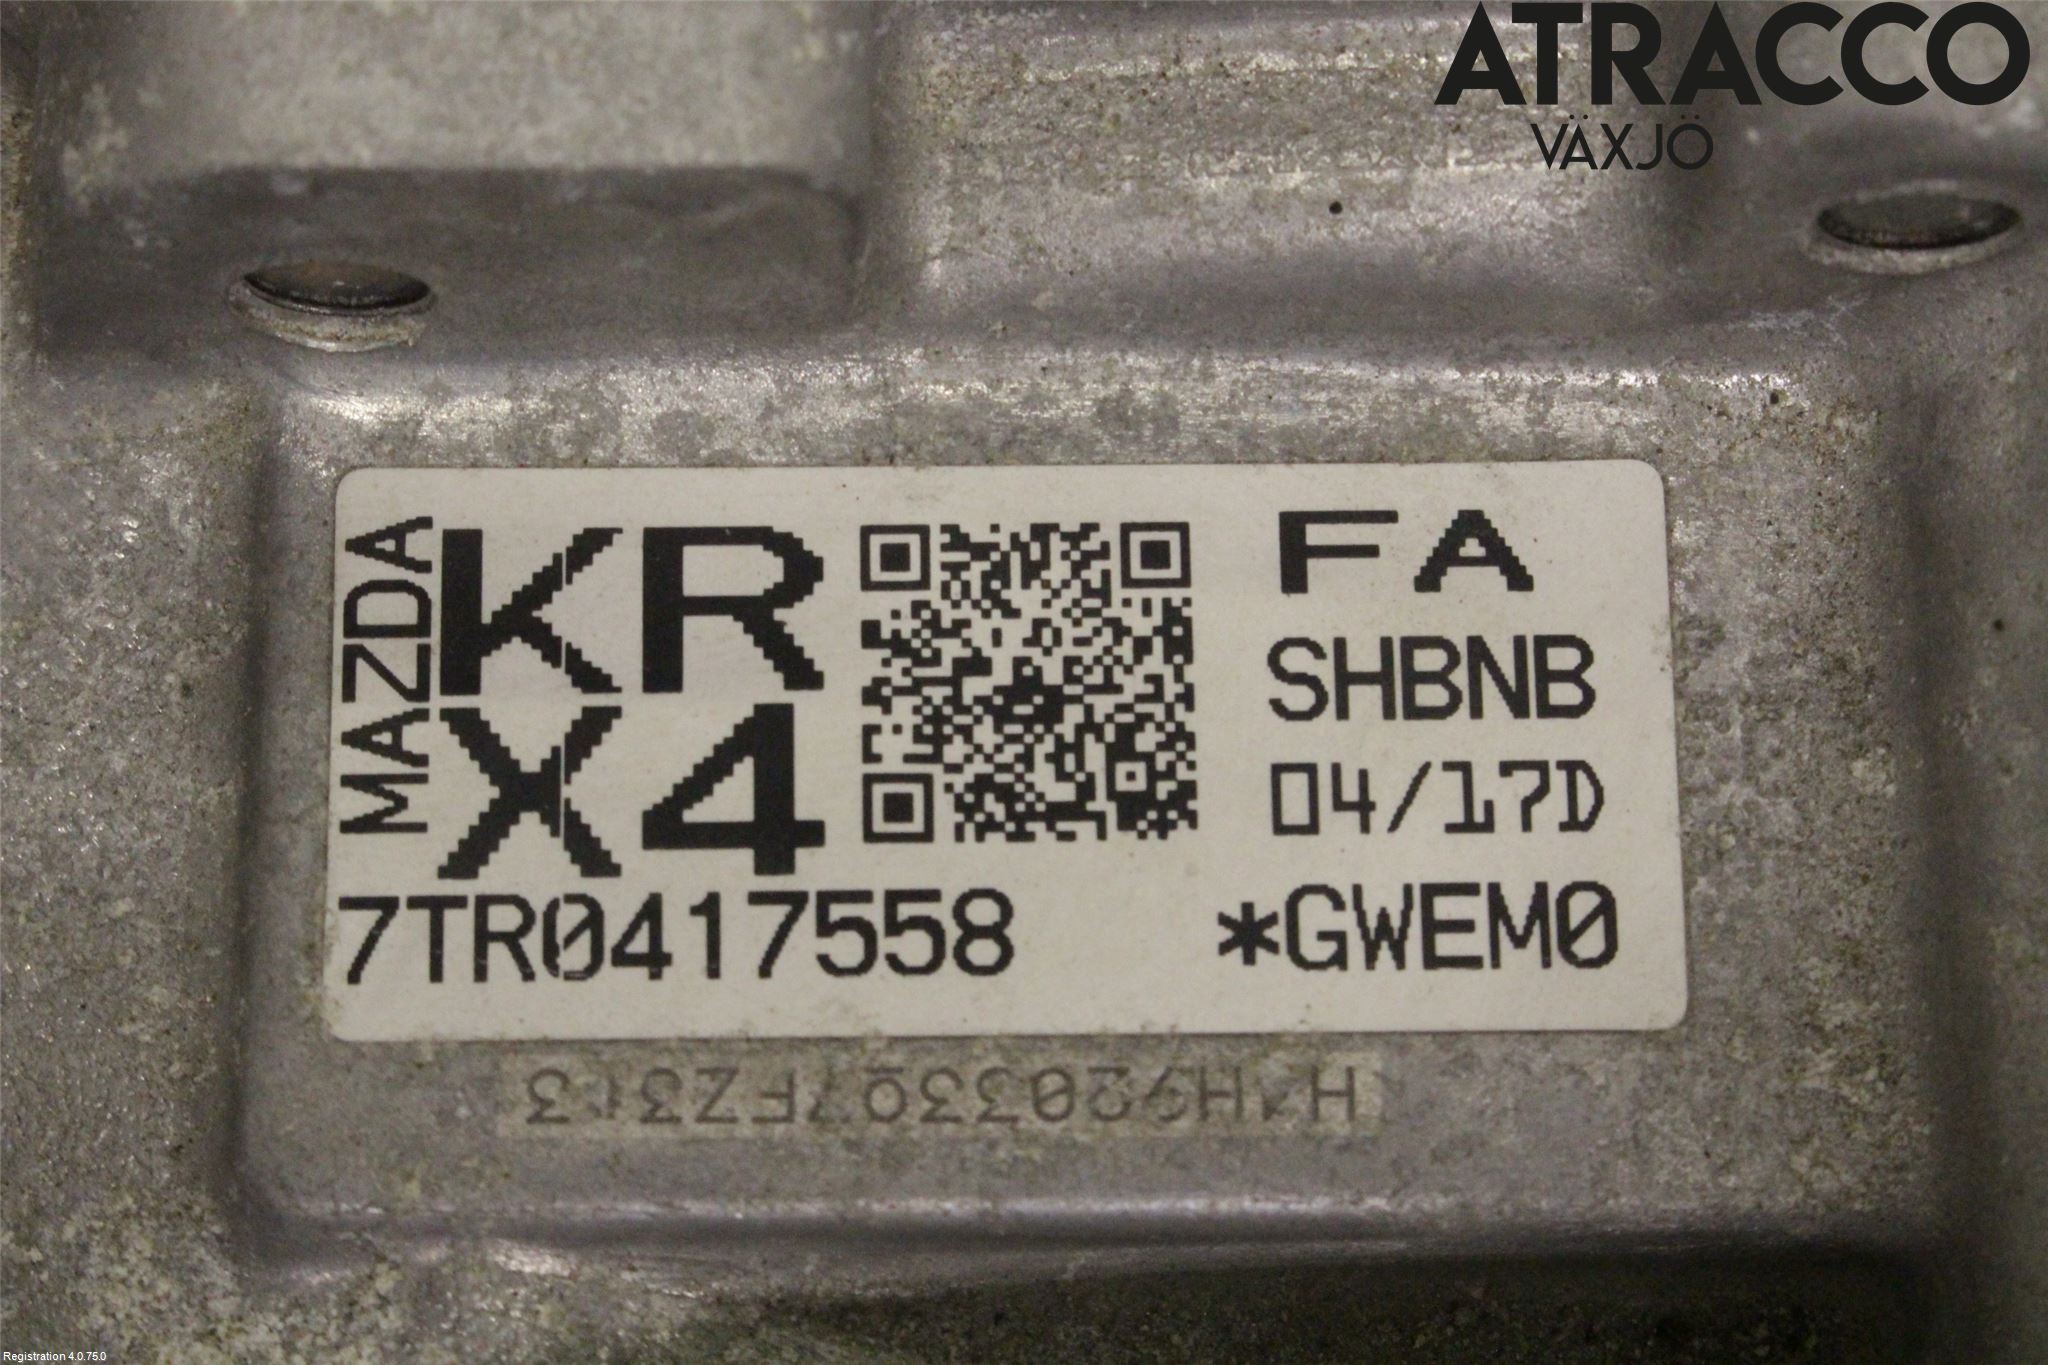 ATRACCO
VÄXJÖ
MAZDA
KR
X4
FA
SHBNB
04/17D
7TR0417558
*GWEM0
Registration 4.0.75.0